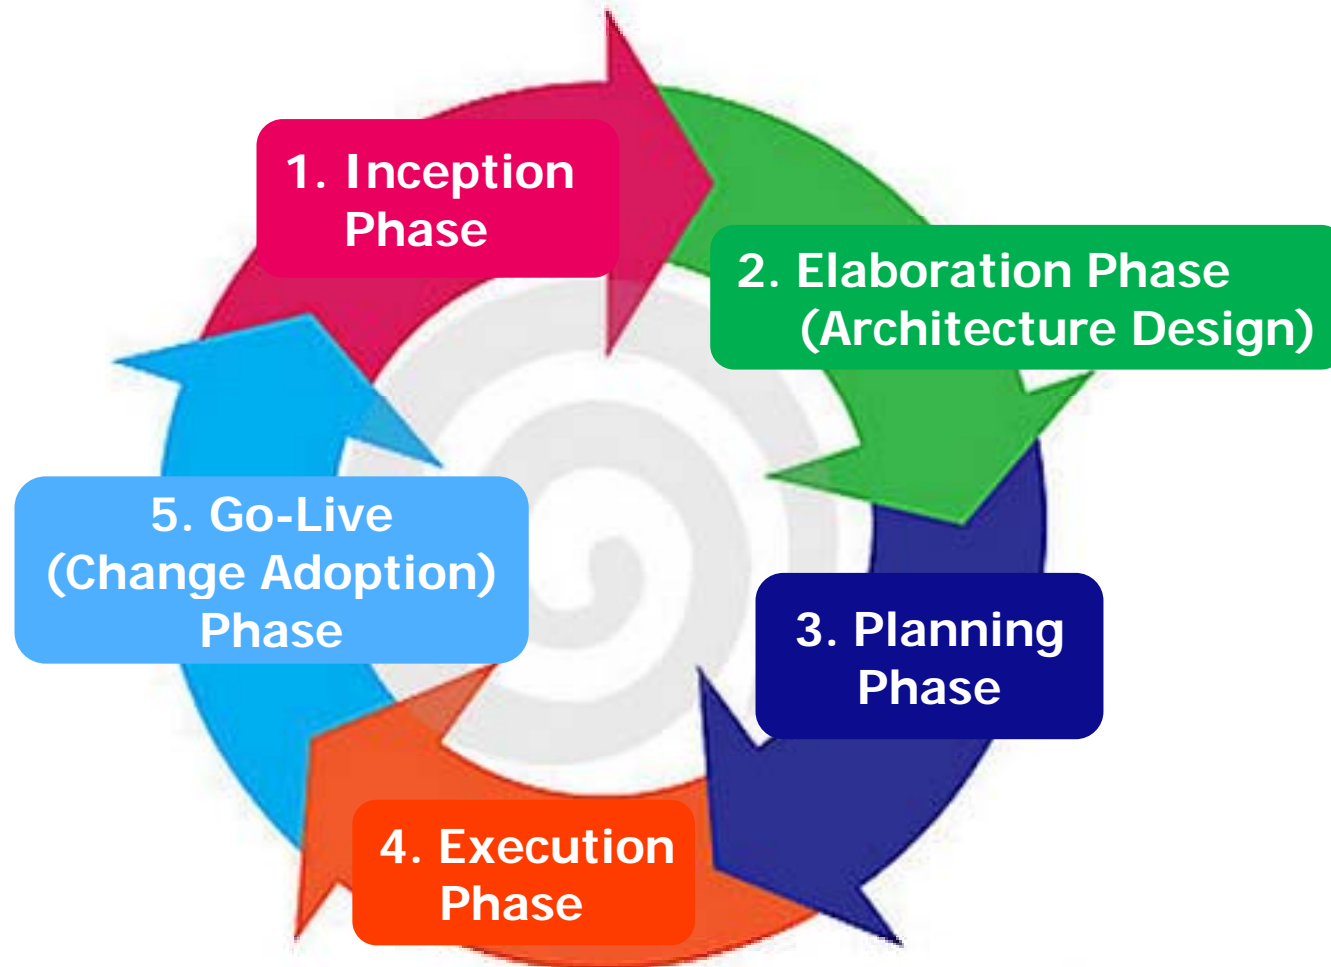 1. Inception
Phase
2. Elaboration Phase
(Architecture Design)
3. Planning
Phase
4. Execution
Phase
5. Go-Live
(Change Adoption)
Phase